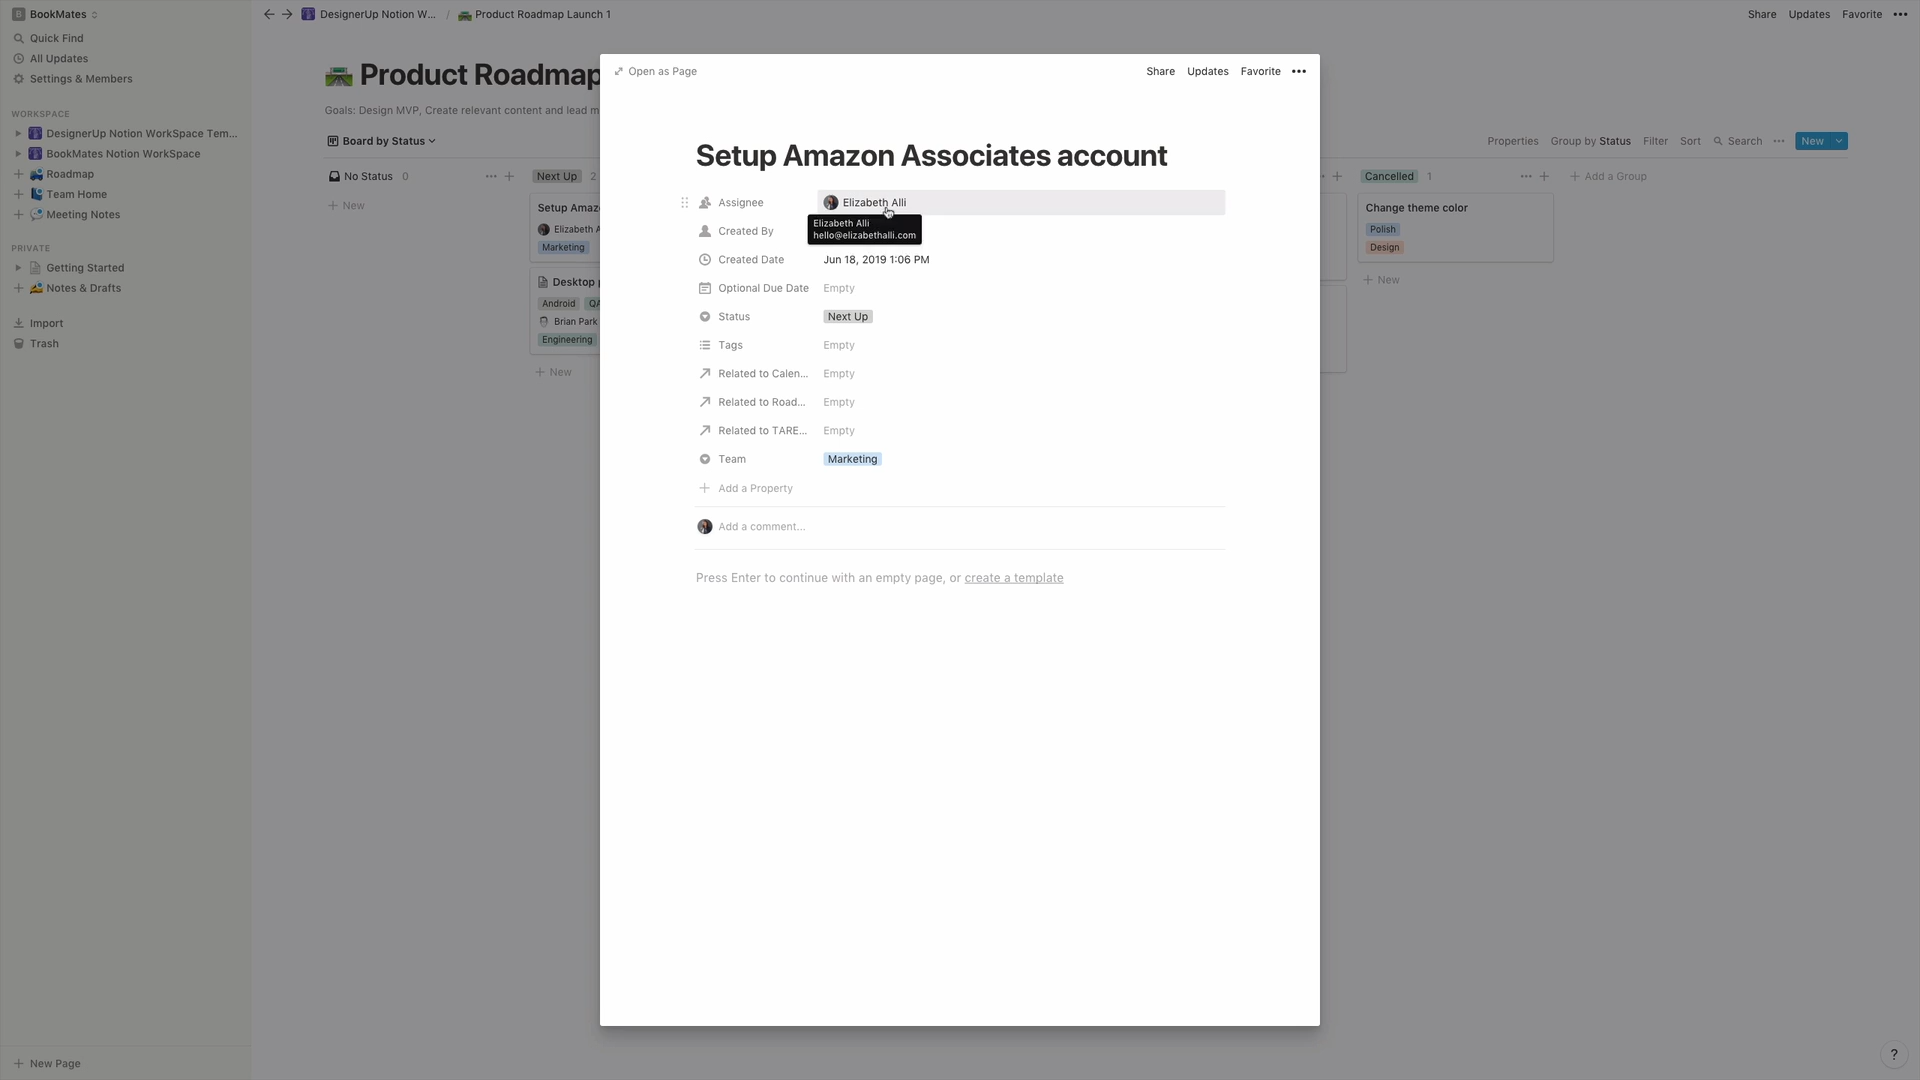 BookMates
Quick Find
All Updates
Settings & Members
WORKSPACE
DesignerUp Notion WorkSpace Tem...
BookMates Notion WorkSpace
Roadmap
Team Home
Meeting Notes
PRIVATE
Getting Started
Notes & Drafts
Import
Trash
New Page
DesignerUp Notion W... / Product Roadmap Launch 1
Share Updates Favorite
Product Roadmap
Goals: Design MVP, Create relevant content and lead m
Board by Status
Properties Group by Status Filter Sort Search New
No Status 0
New
Next Up 2
Setup Amaz
Elizabeth A
Marketing
Desktop p
Android QA
Brian Park
Engineering
New
Open as Page
Share Updates Favorite
Setup Amazon Associates account
Assignee Elizabeth Alli
Elizabeth Alli
hello@elizabethalli.com
Created By
Created Date Jun 18, 2019 1:06 PM
Optional Due Date Empty
Status Next Up
Tags Empty
Related to Calen... Empty
Related to Road... Empty
Related to TARE... Empty
Team Marketing
Add a Property
Add a comment...
Press Enter to continue with an empty page, or create a template
Cancelled 1
Change theme color
Polish
Design
New
Add a Group
?